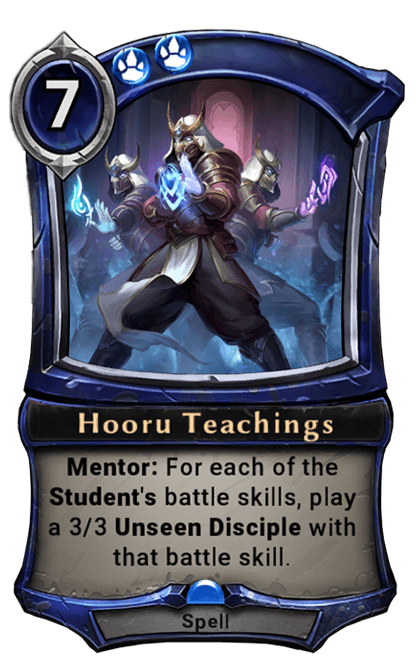 7
Hooru Teachings
Mentor: For each of the
Student's battle skills, play
a 3/3 Unseen Disciple with
that battle skill.
Spell